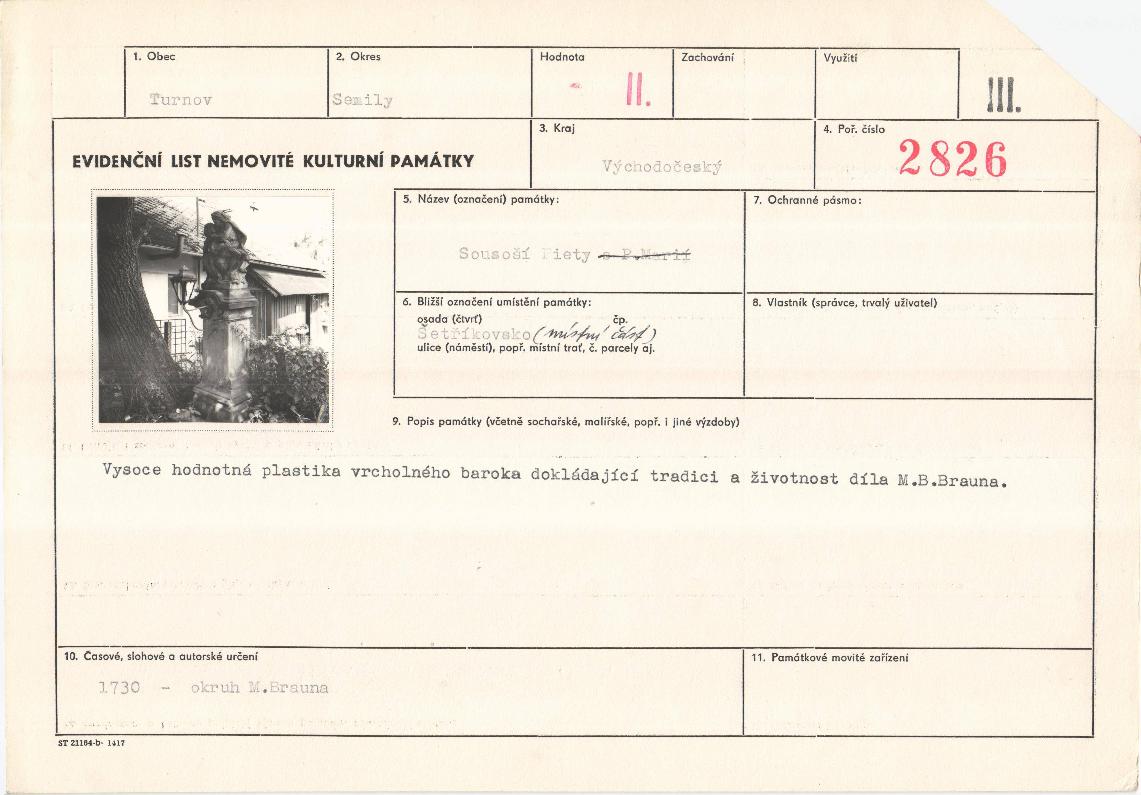 1. Obec
Turnov
2. Okres
Semily
Hodnota
- II.
Zachování
Využití
III.
EVIDENČNÍ LIST NEMOVITÉ KULTURNÍ PAMÁTKY
3. Kraj
Východočeský
4. Poř. číslo
2826
5. Název (označení) památky:
Sousoší Piety s P.Marií
7. Ochranné pásmo:
6. Bližší označení umístění památky:
osada (čtvrť) čp.
Šetříkovsko (místní část)
ulice (náměstí), popř. místní trať, č. parcely aj.
8. Vlastník (správce, trvalý uživatel)
9. Popis památky (včetně sochařské, malířské, popř. i jiné výzdoby)
Vysoce hodnotná plastika vrcholného baroka dokládající tradici a životnost díla M.B.Brauna.
10. Časové, slohové a autorské určení
1730 - okruh M.Brauna
11. Památkové movité zařízení
ST 21164-b- 1417